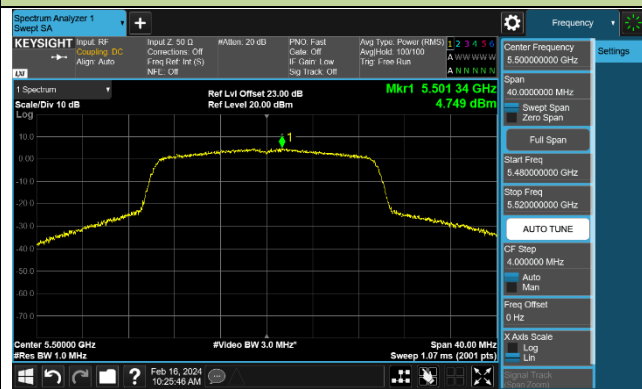 Spectrum Analyzer 1
Swept SA
+
Frequency
KEYSIGHT
Input: RF
Coupling: DC
Align: Auto
Input Z: 50 Ω
Corrections: Off
Freq Ref: Int (S)
NFE: Off
#Atten: 20 dB
PNO: Fast
Gate: Off
IF Gain: Low
Sig Track: Off
Avg Type: Power (RMS)
Avg|Hold: 100/100
Trig: Free Run
1 2 3 4 5 6
A W W W W W
A N N N N N
LXI
1 Spectrum
Scale/Div 10 dB
Log
Ref Lvl Offset 23.00 dB
Ref Level 20.00 dBm
Mkr1 5.501 34 GHz
4.749 dBm
1
10.0
0.00
-10.0
-20.0
-30.0
-40.0
-50.0
-60.0
-70.0
Center 5.50000 GHz
#Res BW 1.0 MHz
#Video BW 3.0 MHz*
Span 40.00 MHz
Sweep 1.07 ms (2001 pts)
Feb 16, 2024
10:25:46 AM
?
Center Frequency
5.500000000 GHz
Settings
Span
40.0000000 MHz
Swept Span
Zero Span
Full Span
Start Freq
5.480000000 GHz
Stop Freq
5.520000000 GHz
AUTO TUNE
CF Step
4.000000 MHz
Auto
Man
Freq Offset
0 Hz
X Axis Scale
Log
Lin
Signal Track
(Span Zoom)